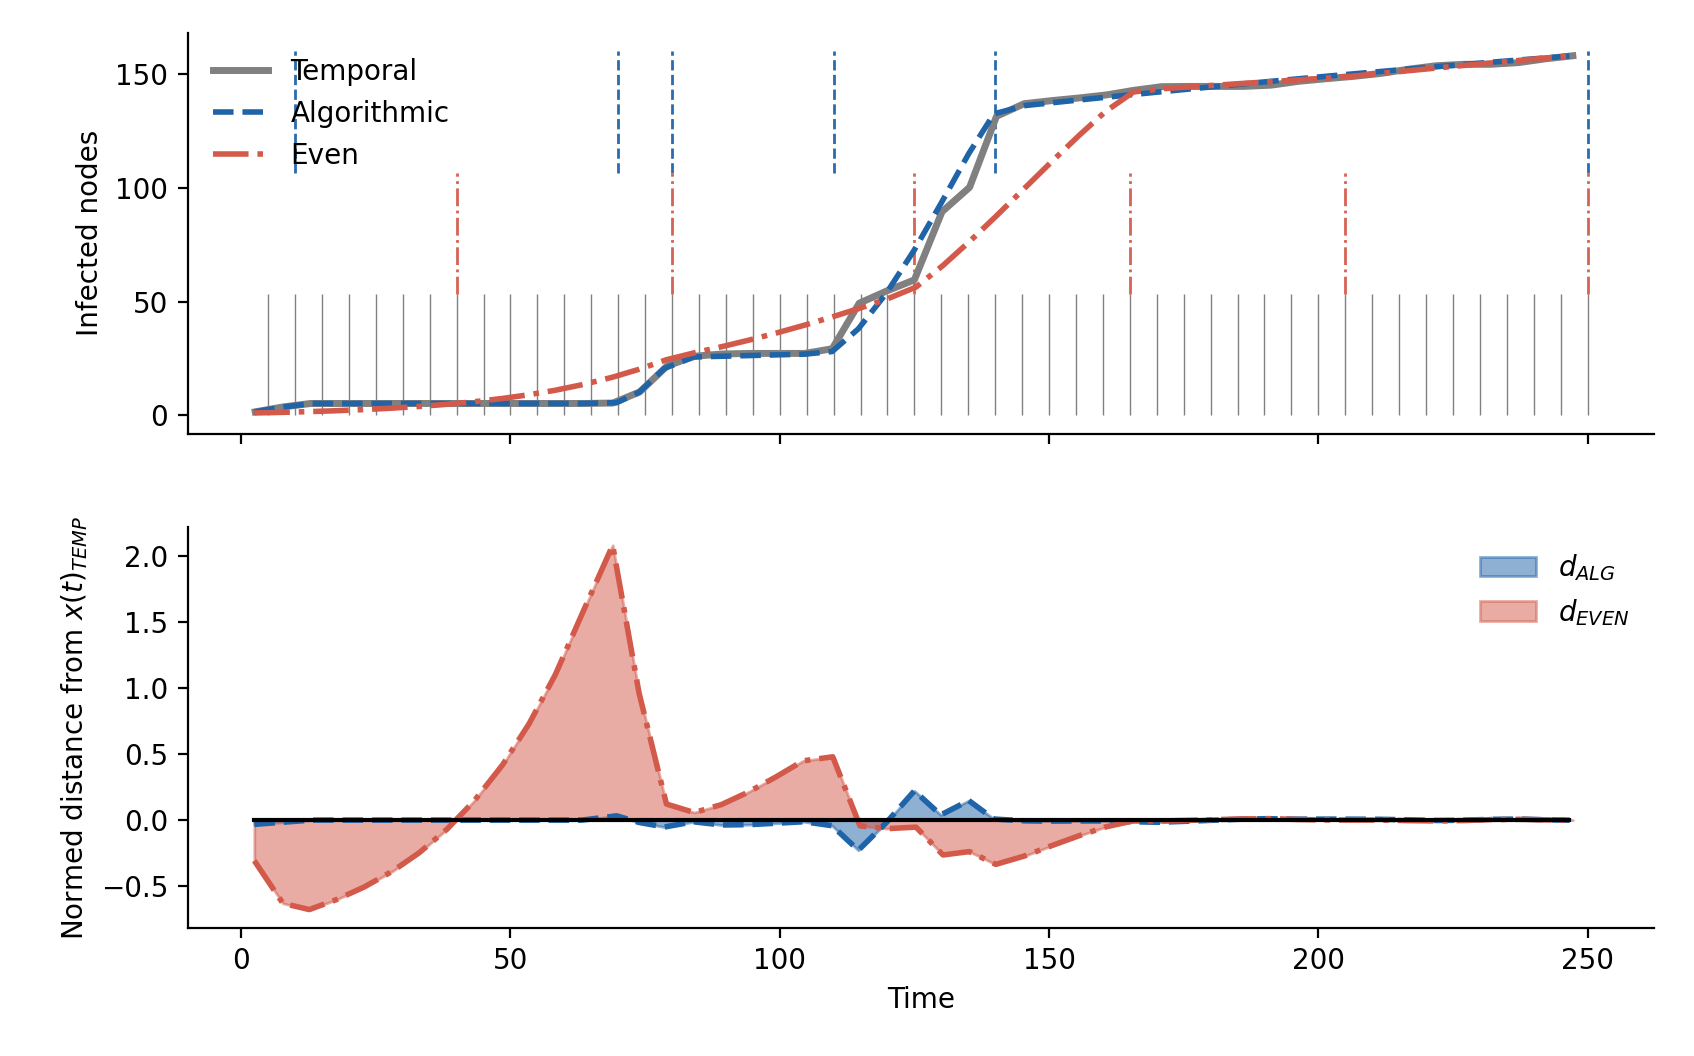 Temporal
Algorithmic
Even
Infected nodes
150
100
50
0
Normed distance from x(t)TEMP
2.0
1.5
1.0
0.5
0.0
−0.5
dALG
dEVEN
0 50 100 150 200 250
Time